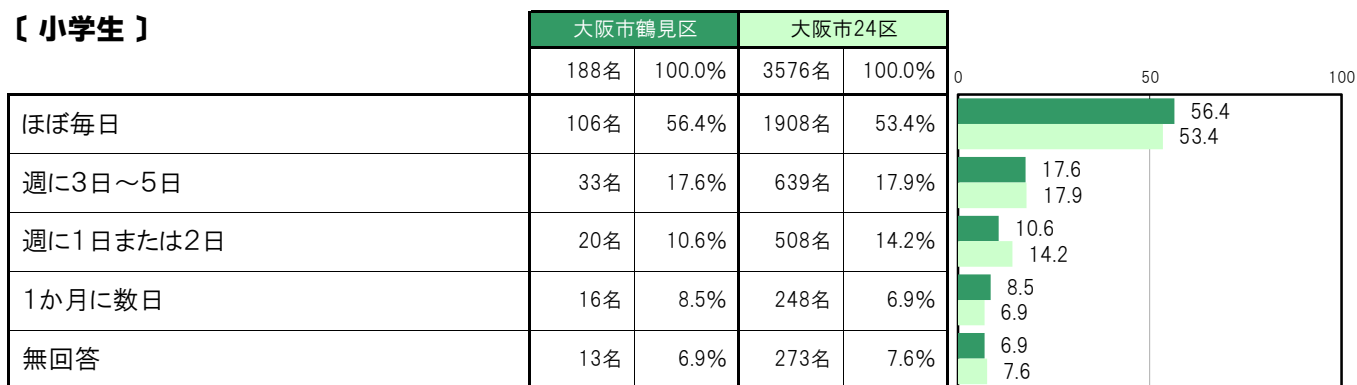 〔 小学生 〕
大阪市鶴見区 大阪市24区
188名 100.0% 3576名 100.0% 0 50 100
ほぼ毎日 106名 56.4% 1908名 53.4% 56.4
53.4
週に3日～5日 33名 17.6% 639名 17.9% 17.6
17.9
週に1日または2日 20名 10.6% 508名 14.2% 10.6
14.2
1か月に数日 16名 8.5% 248名 6.9% 8.5
6.9
無回答 13名 6.9% 273名 7.6% 6.9
7.6